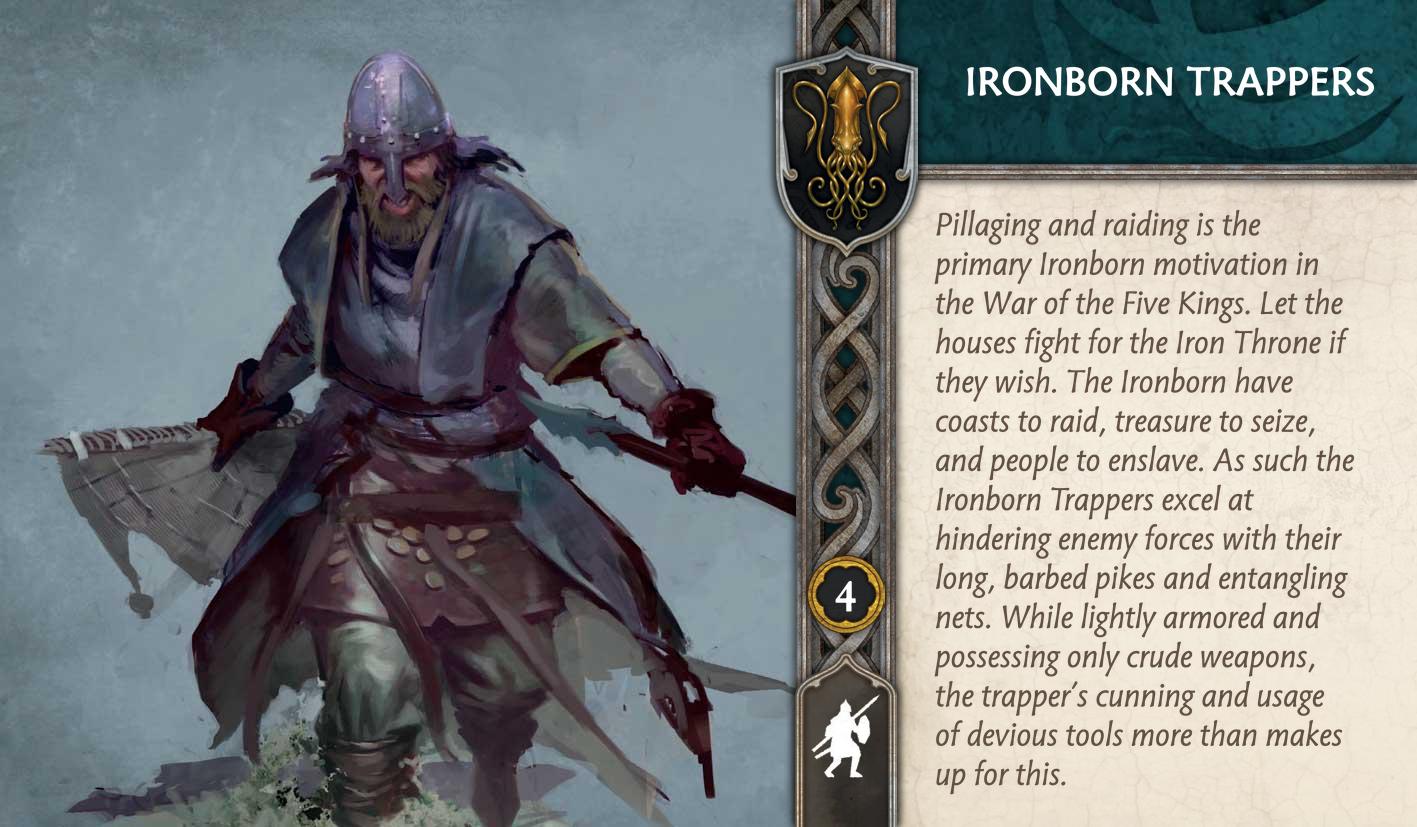 IRONBORN TRAPPERS
Pillaging and raiding is the
primary Ironborn motivation in
the War of the Five Kings. Let the
houses fight for the Iron Throne if
they wish. The Ironborn have
coasts to raid, treasure to seize,
and people to enslave. As such the
Ironborn Trappers excel at
hindering enemy forces with their
long, barbed pikes and entangling
nets. While lightly armored and
possessing only crude weapons,
the trapper's cunning and usage
of devious tools more than makes
up for this.
4